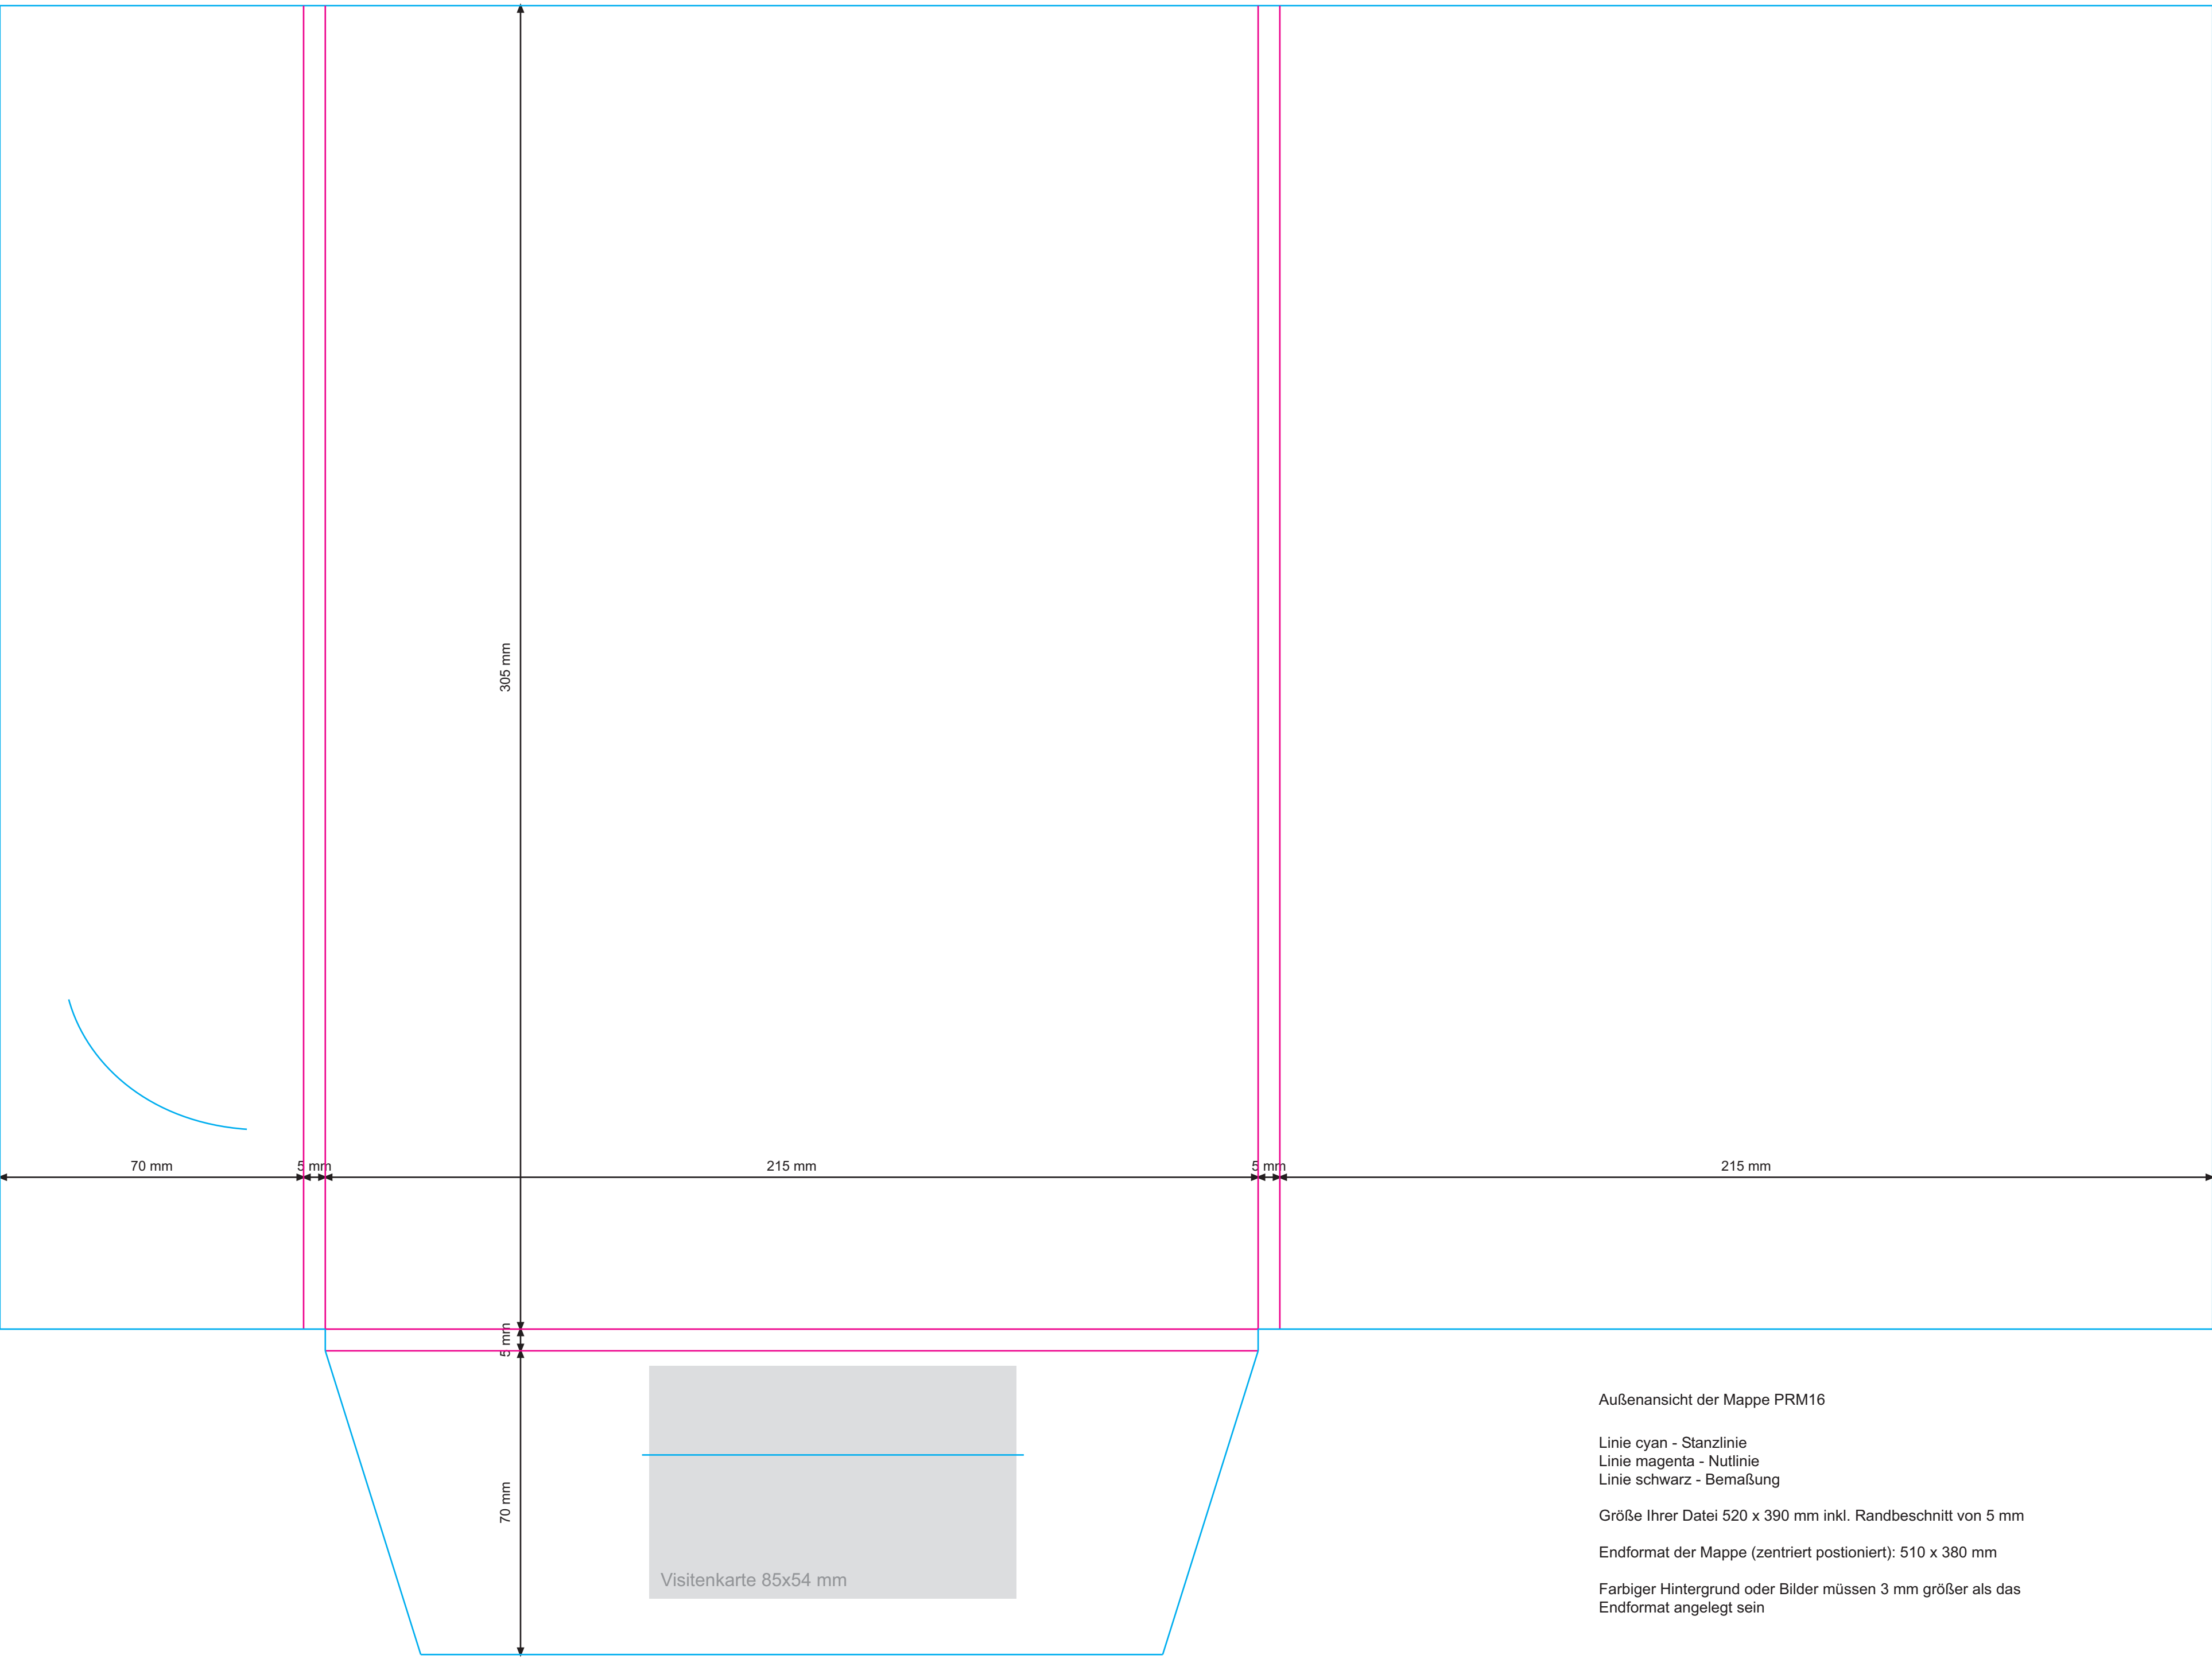 305 mm
70 mm
5 mm
215 mm
5 mm
215 mm
5 mm
70 mm
Visitenkarte 85x54 mm
Außenansicht der Mappe PRM16
Linie cyan - Stanzlinie
Linie magenta - Nutlinie
Linie schwarz - Bemaßung
Größe Ihrer Datei 520 x 390 mm inkl. Randbeschnitt von 5 mm
Endformat der Mappe (zentriert postioniert): 510 x 380 mm
Farbiger Hintergrund oder Bilder müssen 3 mm größer als das
Endformat angelegt sein